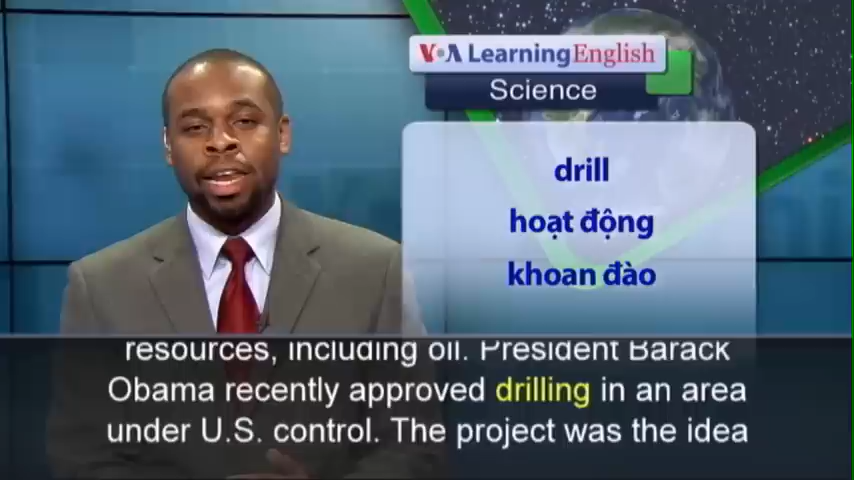 VOA Learning English
Science
drill
hoạt động
khoan đào
resources, including oil. President Barack
Obama recently approved drilling in an area
under U.S. control. The project was the idea